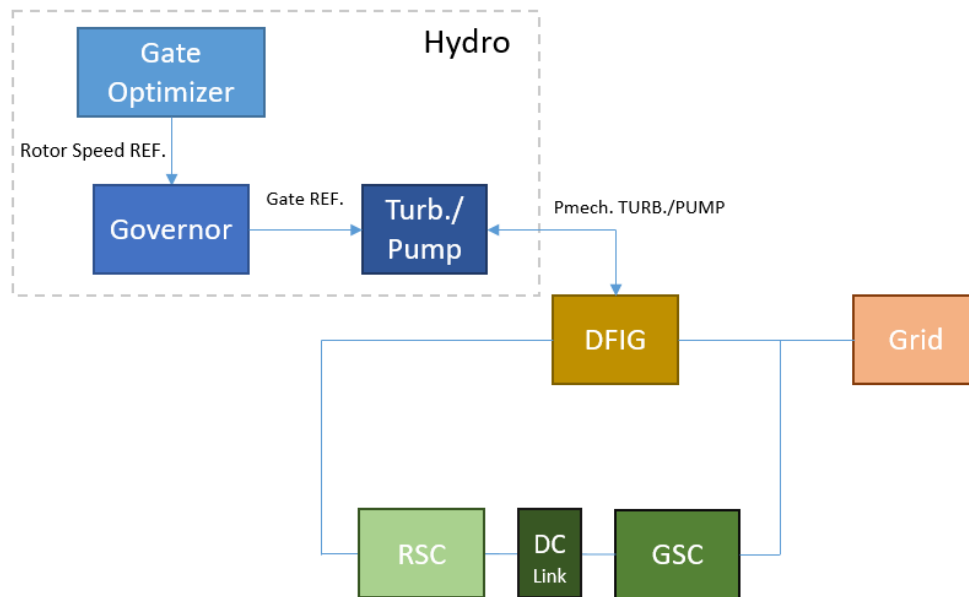 Hydro
Gate
Optimizer
Rotor Speed REF.
Governor
Gate REF.
Turb./
Pump
Pmech. TURB./PUMP
DFIG
Grid
RSC
DC
Link
GSC